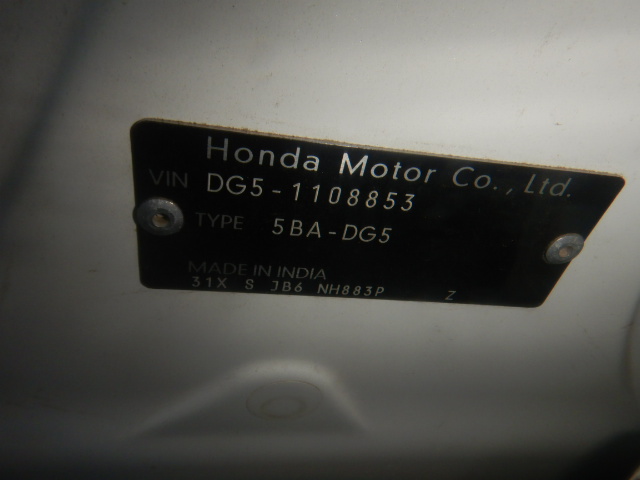 Honda Motor Co., Ltd.
VIN DG5-1108853
TYPE 5BA-DG5
MADE IN INDIA
31X S JB6 NH883P Z